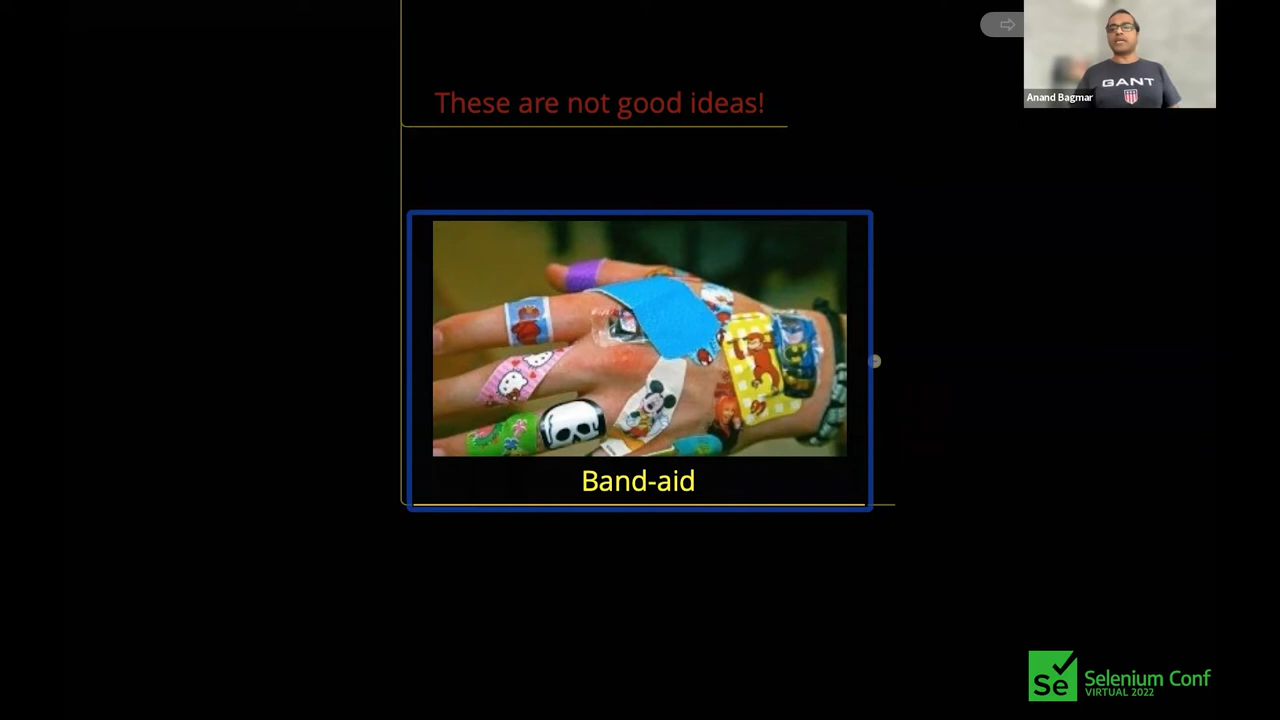 These are not good ideas!
GANT
Anand Bagmar
Band-aid
Se
Selenium Conf
VIRTUAL 2022